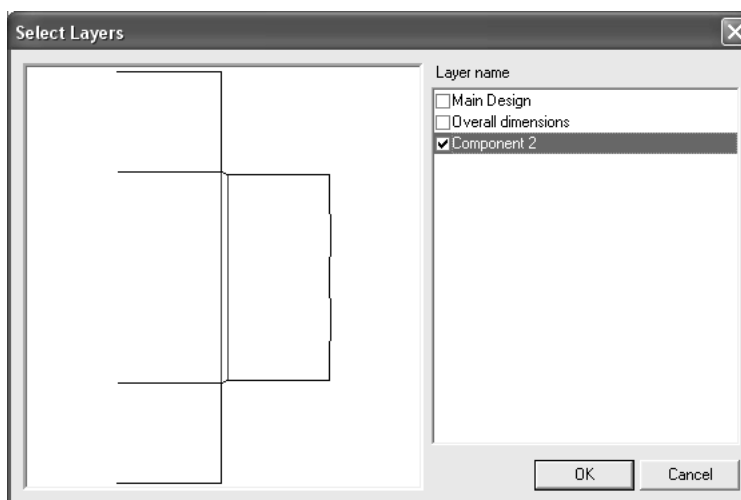 Select Layers
Layer name
Main Design
Overall dimensions
Component 2
OK
Cancel